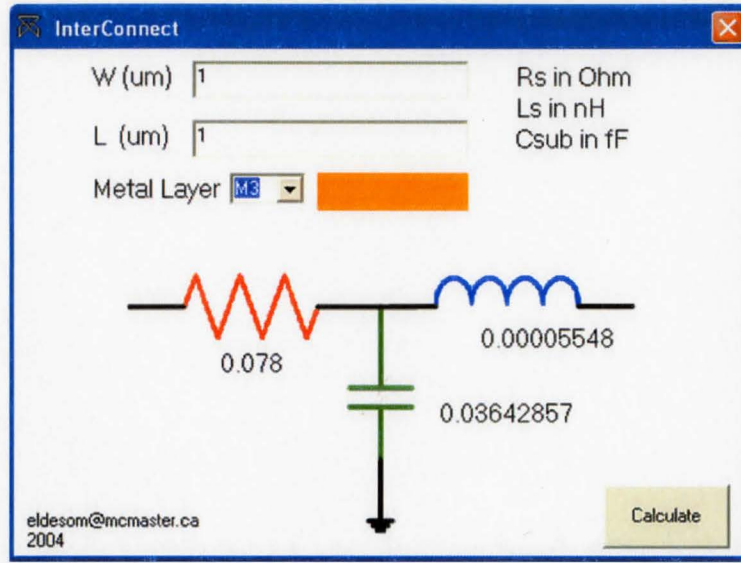 InterConnect
W (um) 1
L (um) 1
Rs in Ohm
Ls in nH
Csub in fF
Metal Layer M3
0.078
0.00005548
0.03642857
eldesom@mcmaster.ca
2004
Calculate